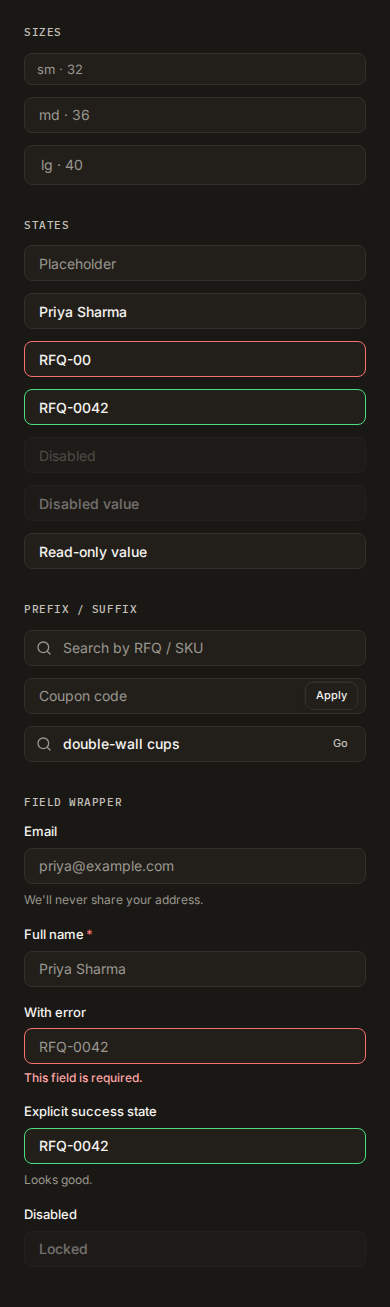 SIZES
sm · 32
md · 36
lg · 40
STATES
Placeholder
Priya Sharma
RFQ-00
RFQ-0042
Disabled
Disabled value
Read-only value
PREFIX / SUFFIX
Search by RFQ / SKU
Coupon code Apply
double-wall cups Go
FIELD WRAPPER
Email
priya@example.com
We'll never share your address.
Full name *
Priya Sharma
With error
RFQ-0042
This field is required.
Explicit success state
RFQ-0042
Looks good.
Disabled
Locked